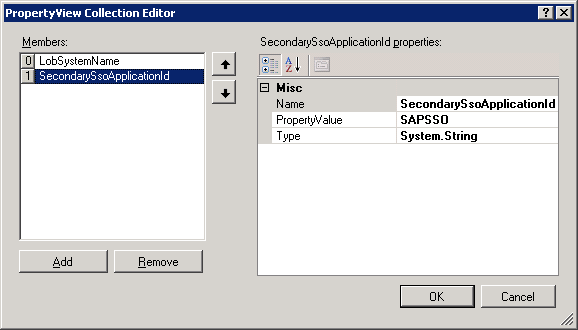 PropertyView Collection Editor
Members:
0 LobSystemName
1 SecondarySsoApplicationId
Add
Remove
SecondarySsoApplicationId properties:
Misc
Name SecondarySsoApplicationId
PropertyValue SAPSSO
Type System.String
OK
Cancel